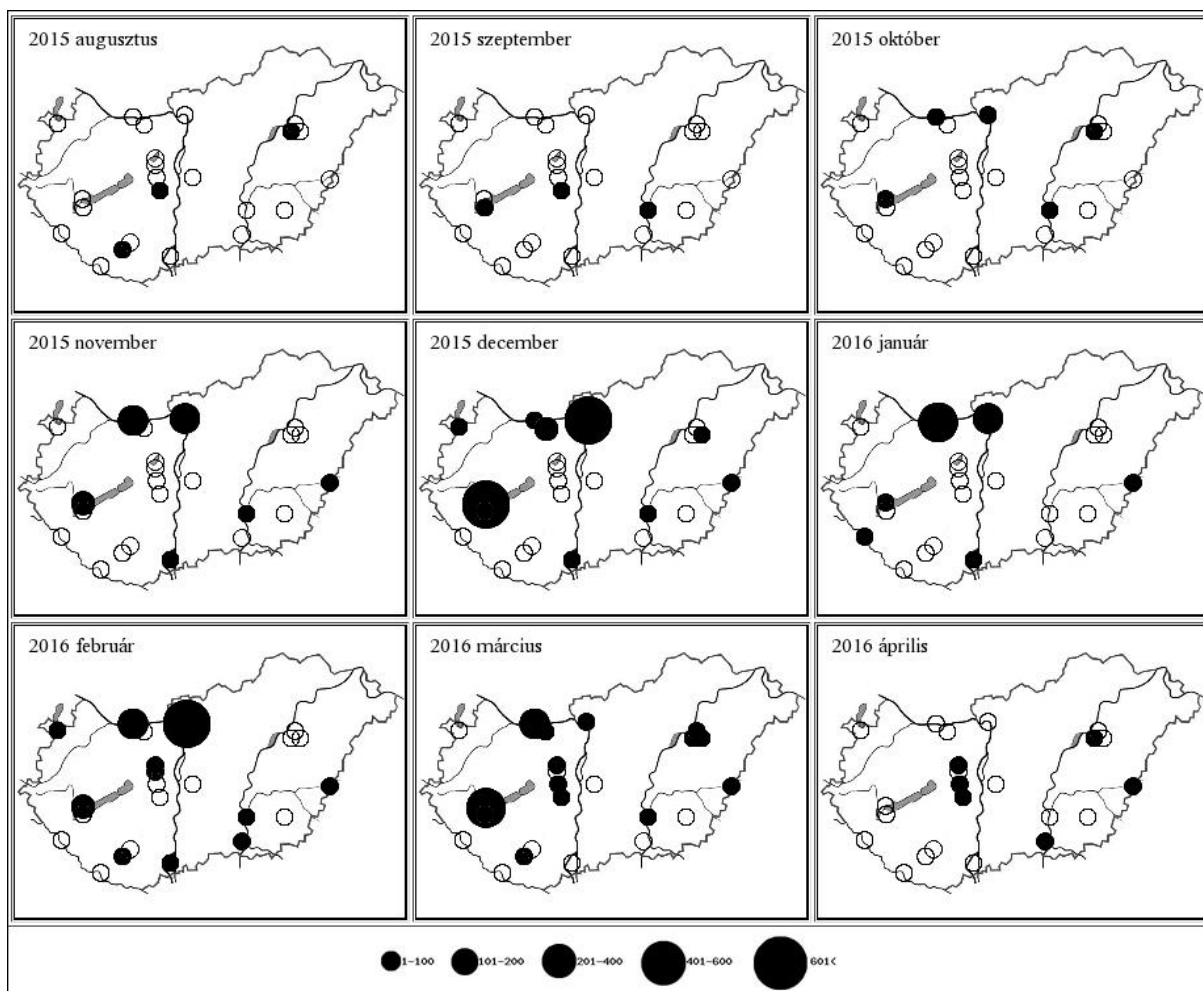 2015 augusztus
2015 szeptember
2015 október
2015 november
2015 december
2016 január
2016 február
2016 március
2016 április
1-100 101-200 201-400 401-600 601<